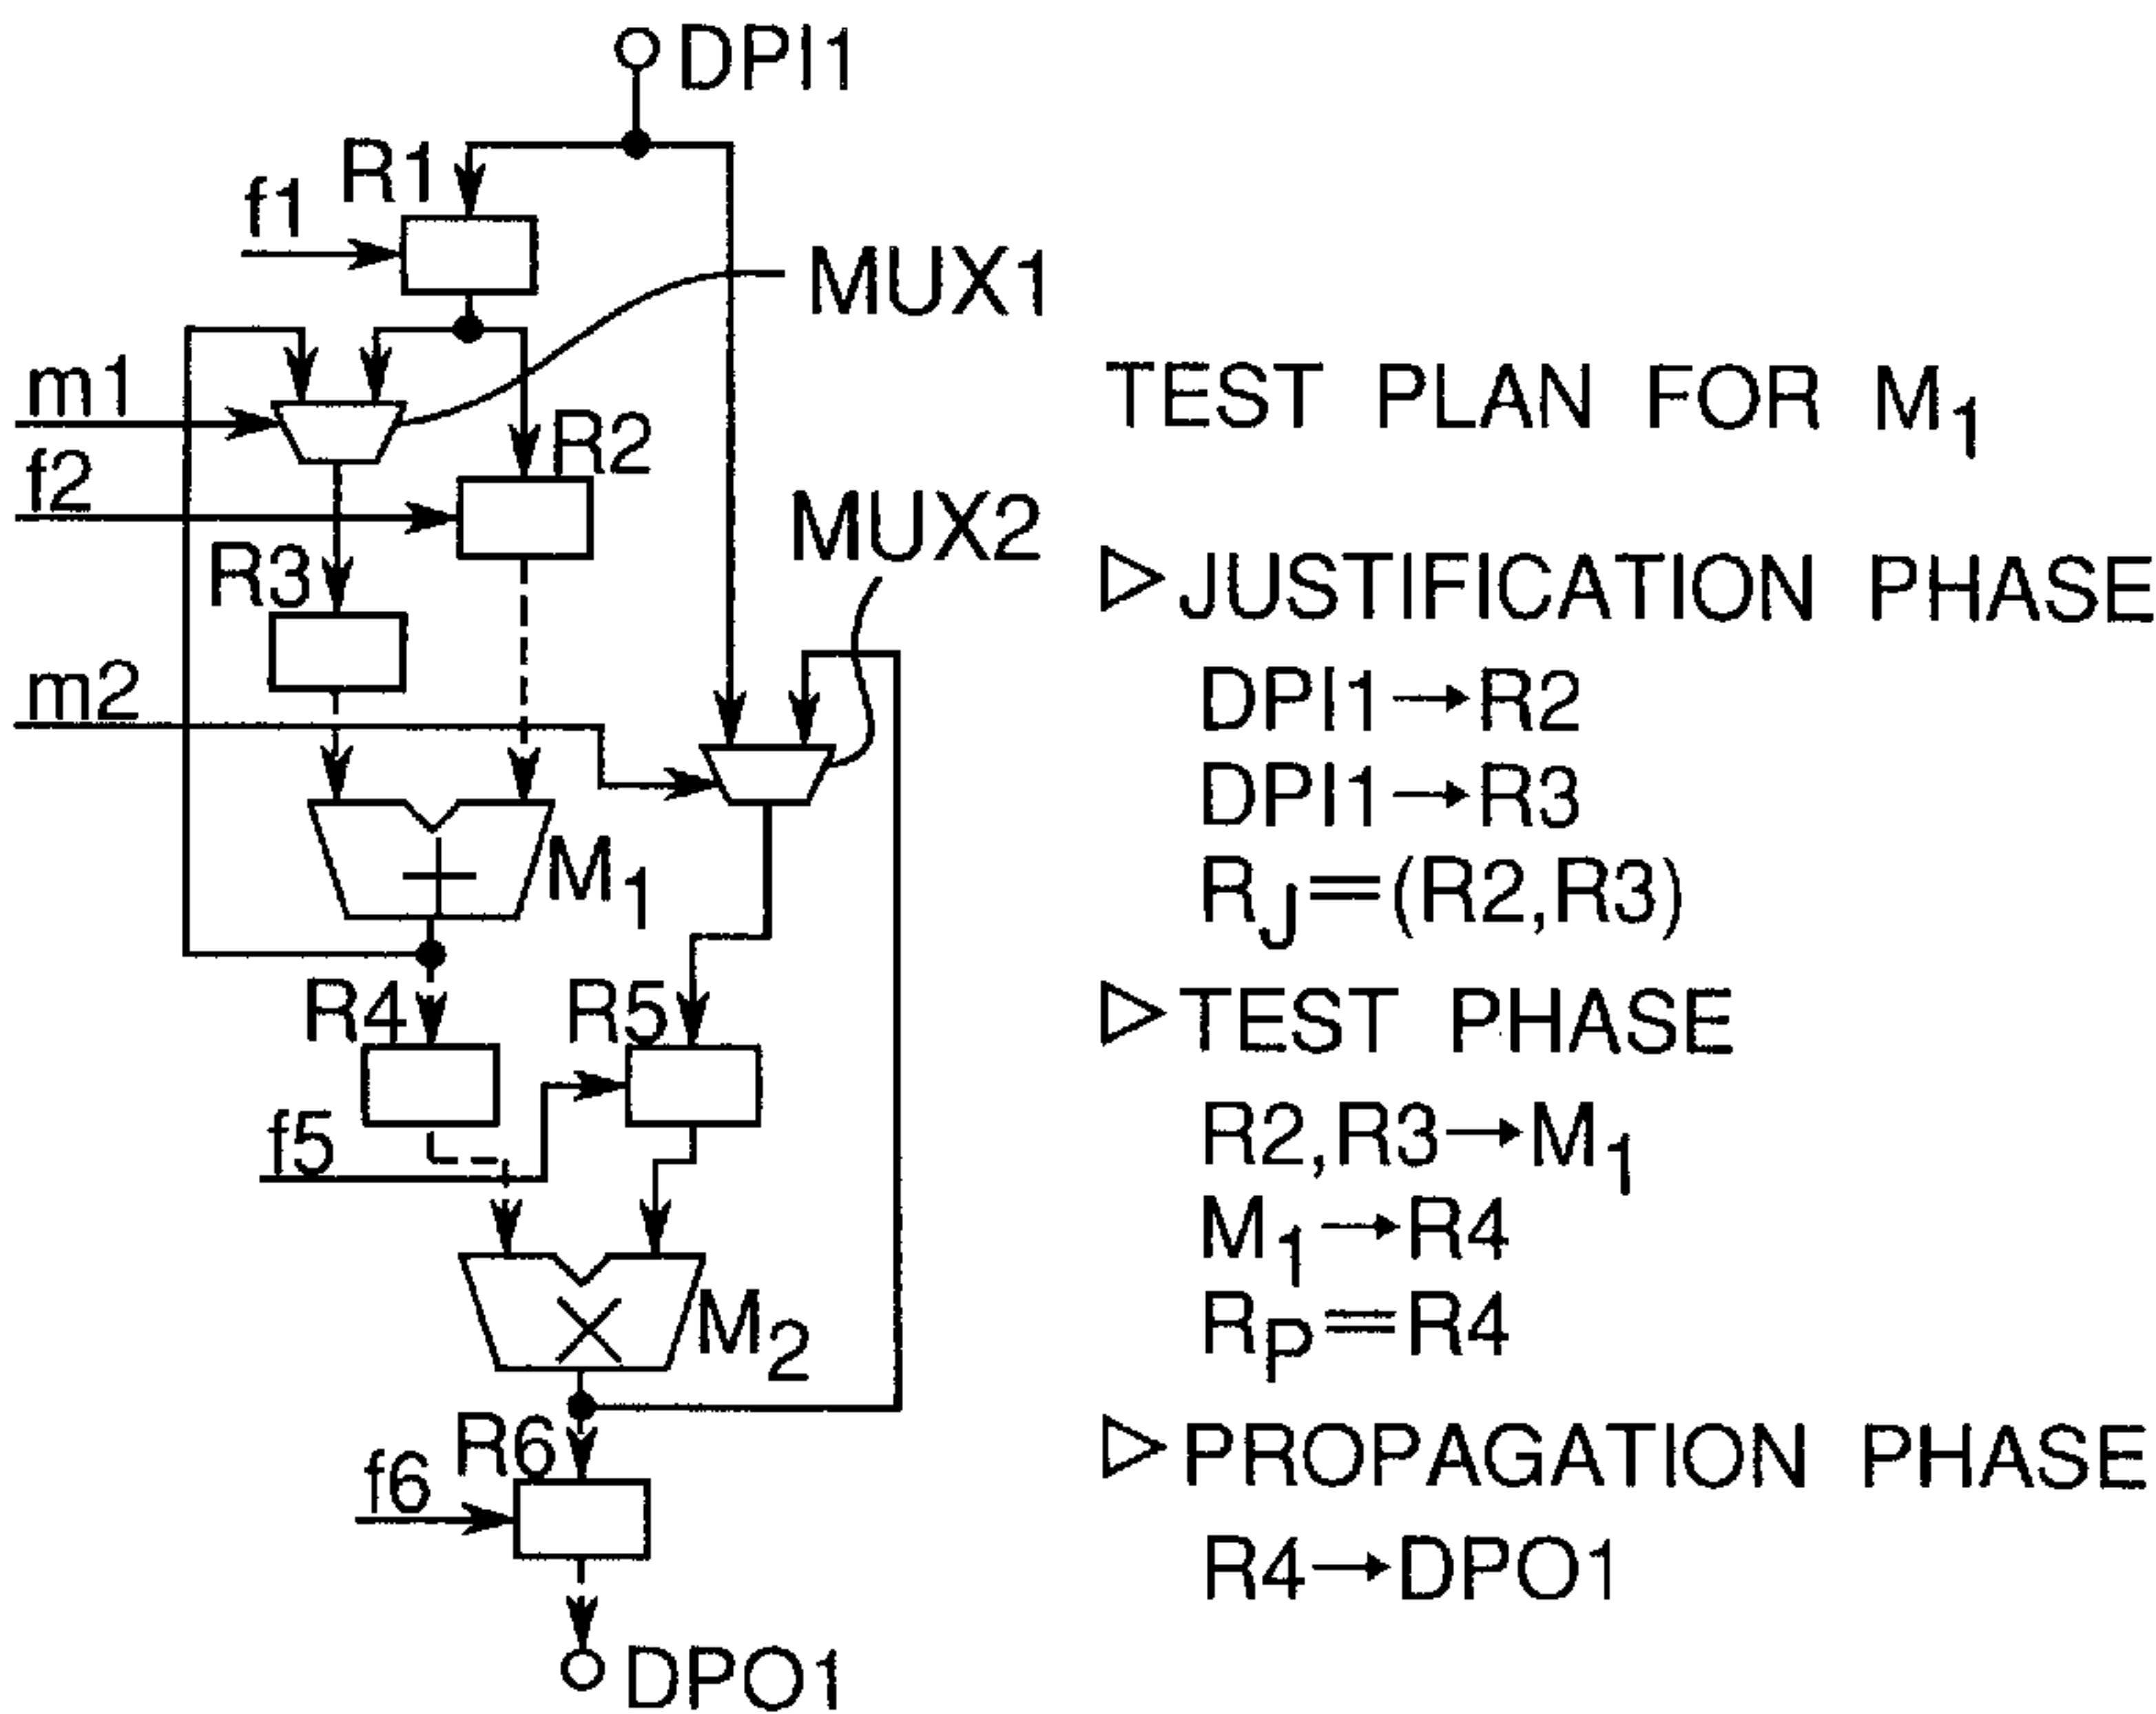 DPI1
R1
f1
MUX1
m1
R2
f2
MUX2
R3
m2
M1
R4
R5
f5
M2
R6
f6
DPO1
TEST PLAN FOR M1
▷JUSTIFICATION PHASE
DPI1→R2
DPI1→R3
RJ=(R2,R3)
▷TEST PHASE
R2,R3→M1
M1→R4
RP=R4
▷PROPAGATION PHASE
R4→DPO1